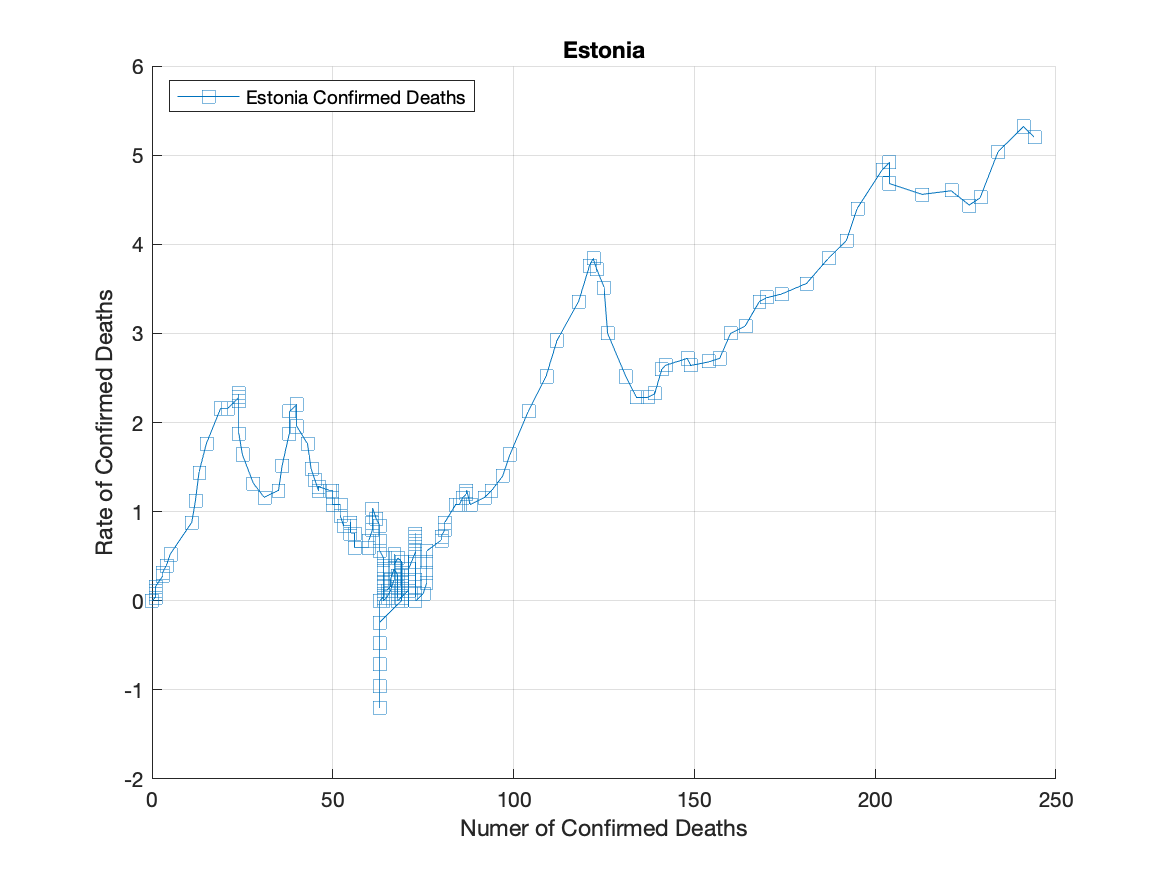 Estonia
Estonia Confirmed Deaths
6
5
4
3
2
1
0
-1
-2
Rate of Confirmed Deaths
0 50 100 150 200 250
Numer of Confirmed Deaths